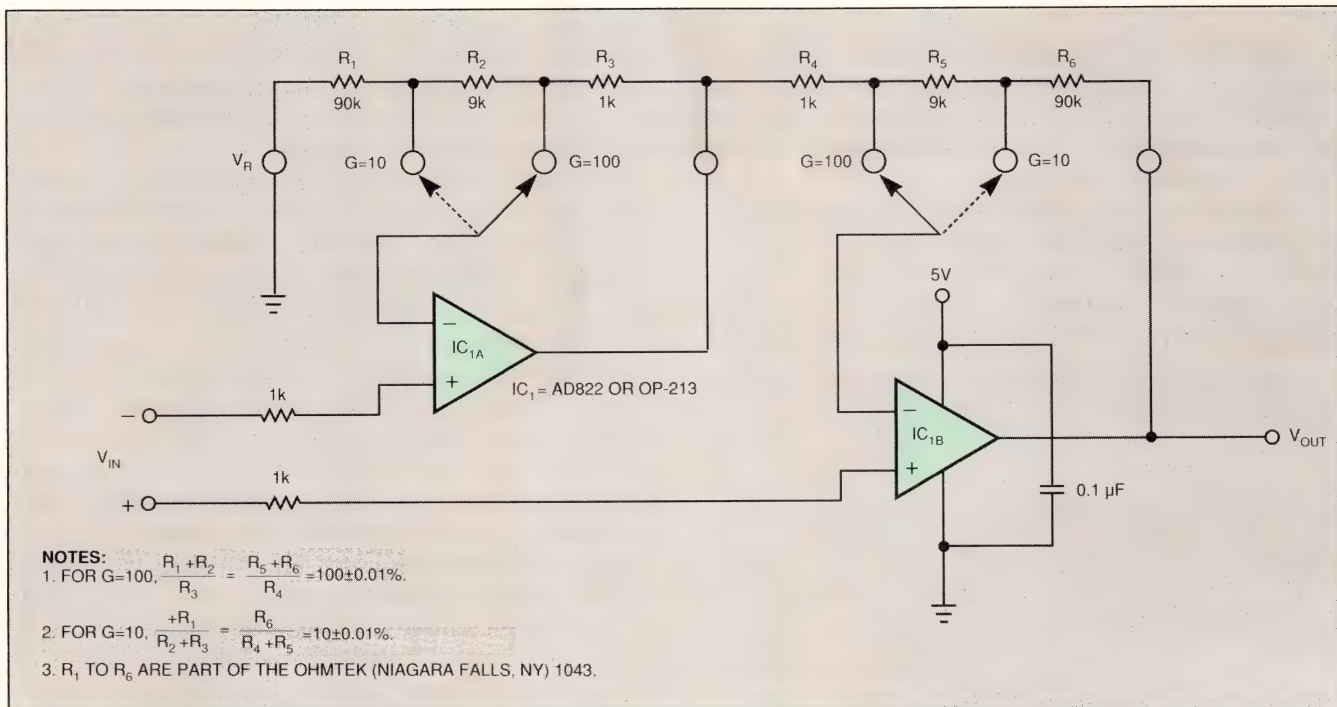 R1 R2 R3 R4 R5 R6
90k 9k 1k 1k 9k 90k
VR G=10 G=100 G=100 G=10
5V
− IC1A +
IC1 = AD822 OR OP-213
− 1k
VIN
+ 1k
− IC1B +
VOUT
0.1 µF
NOTES:
1. FOR G=100, (R1 +R2)/R3 = (R5 +R6)/R4 =100±0.01%.
2. FOR G=10, +R1/(R2 +R3) = R6/(R4 +R5) =10±0.01%.
3. R1 TO R6 ARE PART OF THE OHMTEK (NIAGARA FALLS, NY) 1043.